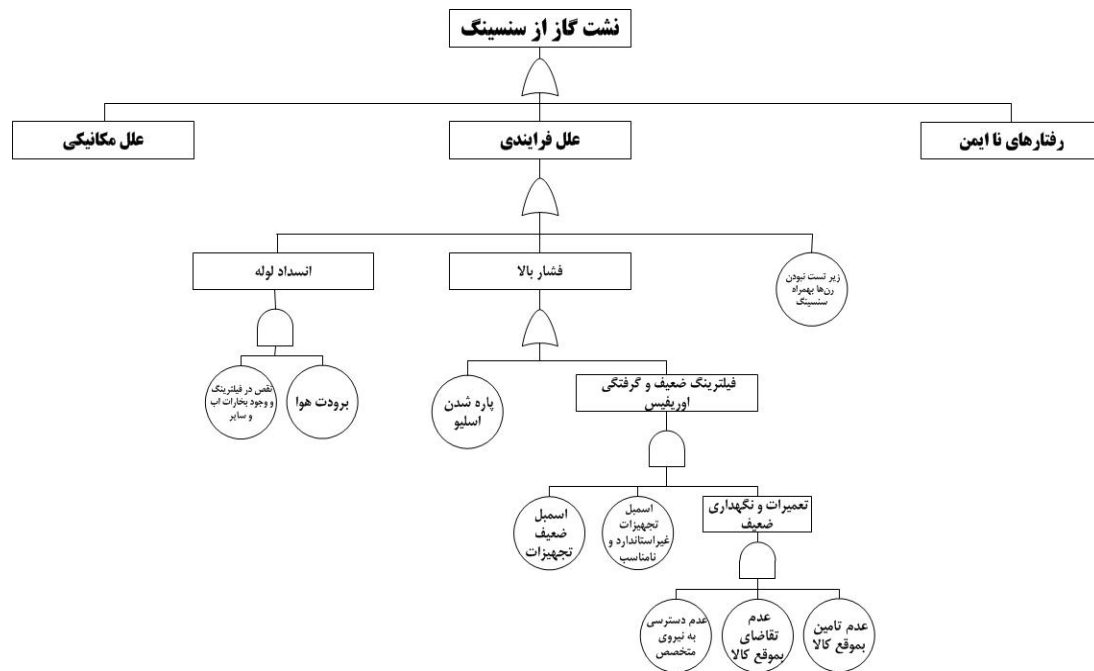 نشت گاز از سنسینگ
رفتارهای نا ایمن
علل فرایندی
علل مکانیکی
زیر تست نبودن
رن‌ها بهمراه
سنسینگ
فشار بالا
انسداد لوله
فیلترینگ ضعیف و گرفتگی
اوریفیس
پاره شدن
اسلیو
برودت هوا
نقص در فیلترینگ
و وجود بخارات اب
و سایر
تعمیرات و نگهداری
ضعیف
اسمبل
تجهیزات
غیراستاندارد و
نامناسب
اسمبل
ضعیف
تجهیزات
عدم تامین
بموقع کالا
عدم
تقاضای
بموقع کالا
عدم دسترسی
به نیروی
متخصص